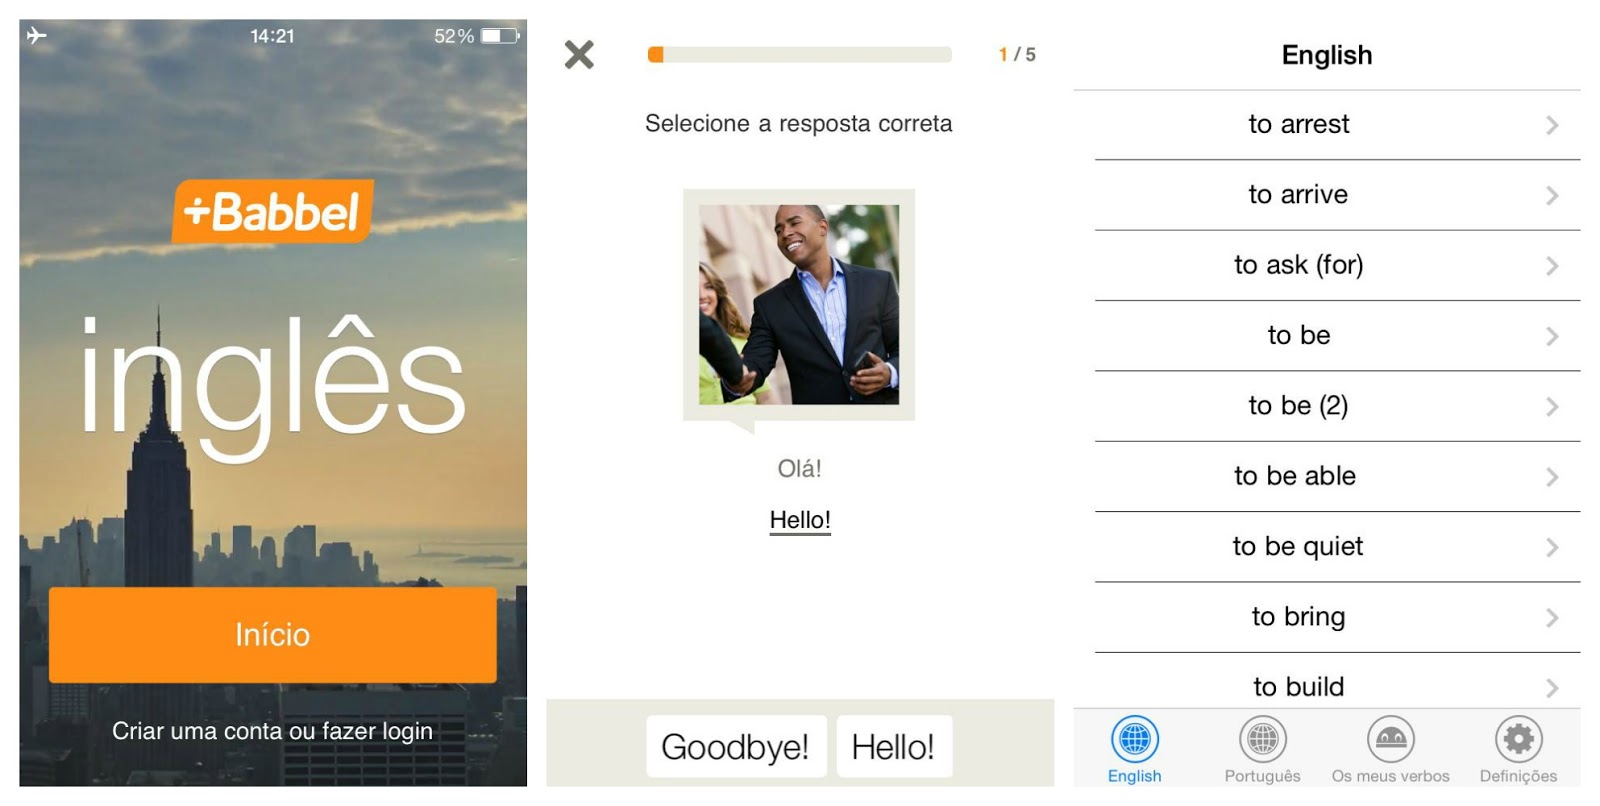 14:21
52%
+Babbel
inglês
Início
Criar uma conta ou fazer login
1 / 5
Selecione a resposta correta
Olá!
Hello!
Goodbye!
Hello!
English
to arrest
to arrive
to ask (for)
to be
to be (2)
to be able
to be quiet
to bring
to build
English
Português
Os meus verbos
Definições